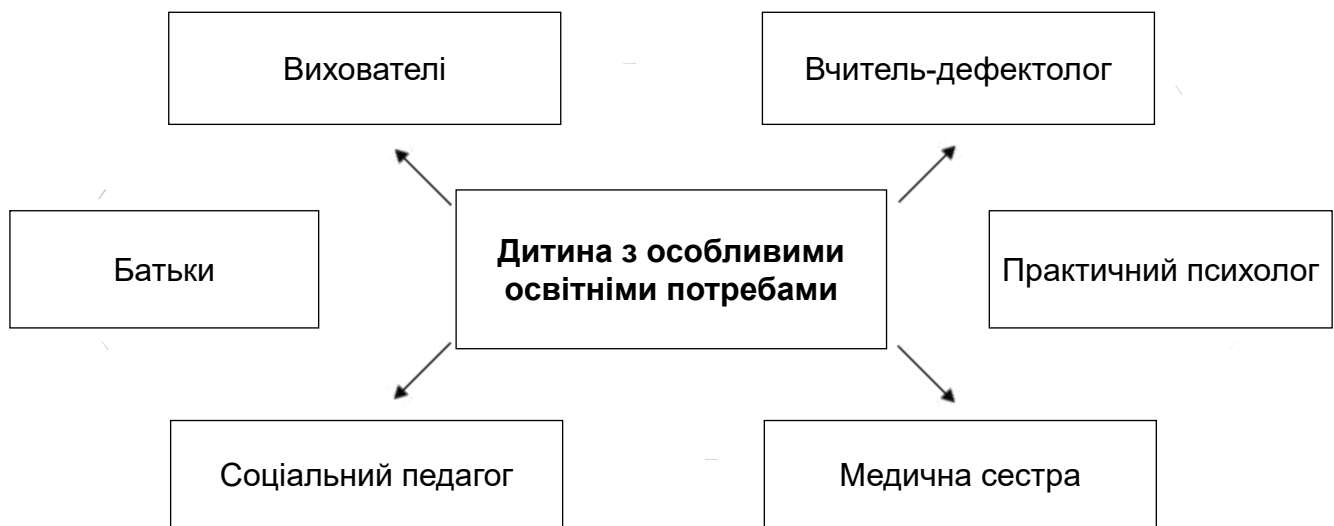 Вихователі
Вчитель-дефектолог
Батьки
Дитина з особливими
освітніми потребами
Практичний психолог
Соціальний педагог
Медична сестра